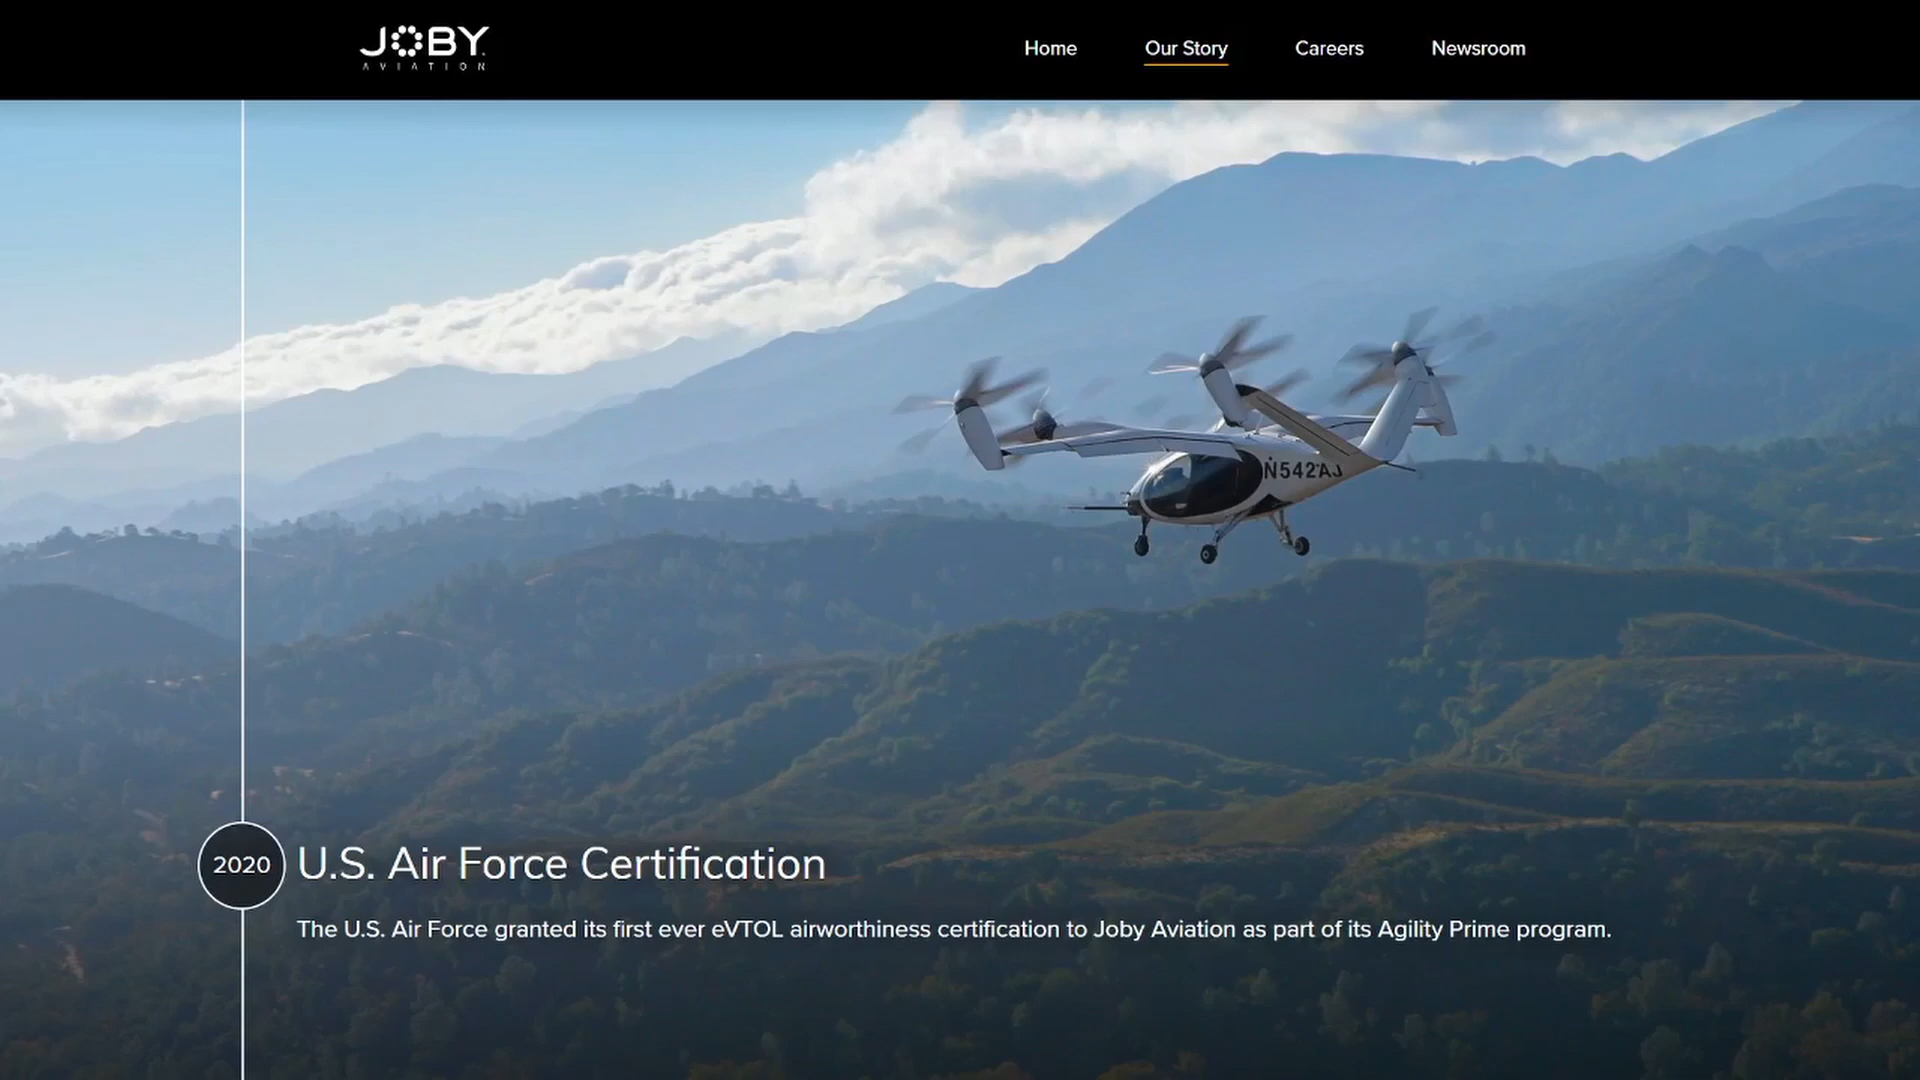 JOBY
AVIATION
Home
Our Story
Careers
Newsroom
N542AJ
2020
U.S. Air Force Certification
The U.S. Air Force granted its first ever eVTOL airworthiness certification to Joby Aviation as part of its Agility Prime program.